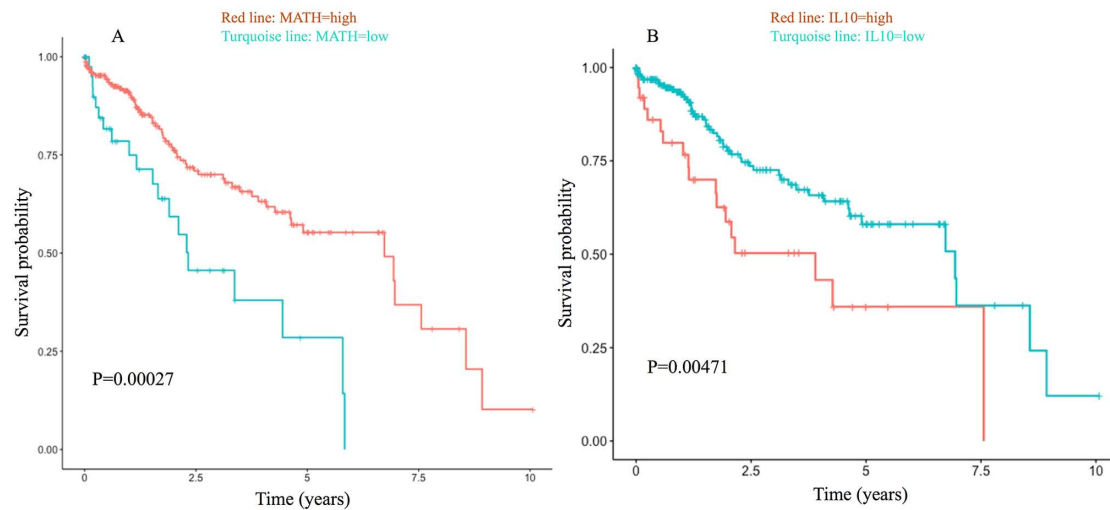 Red line: MATH=high
Turquoise line: MATH=low
A
1.00
0.75
0.50
0.25
0.00
Survival probability
P=0.00027
0
2.5
5
7.5
10
Time (years)
Red line: IL10=high
Turquoise line: IL10=low
B
1.00
0.75
0.50
0.25
0.00
Survival probability
P=0.00471
0
2.5
5
7.5
10
Time (years)